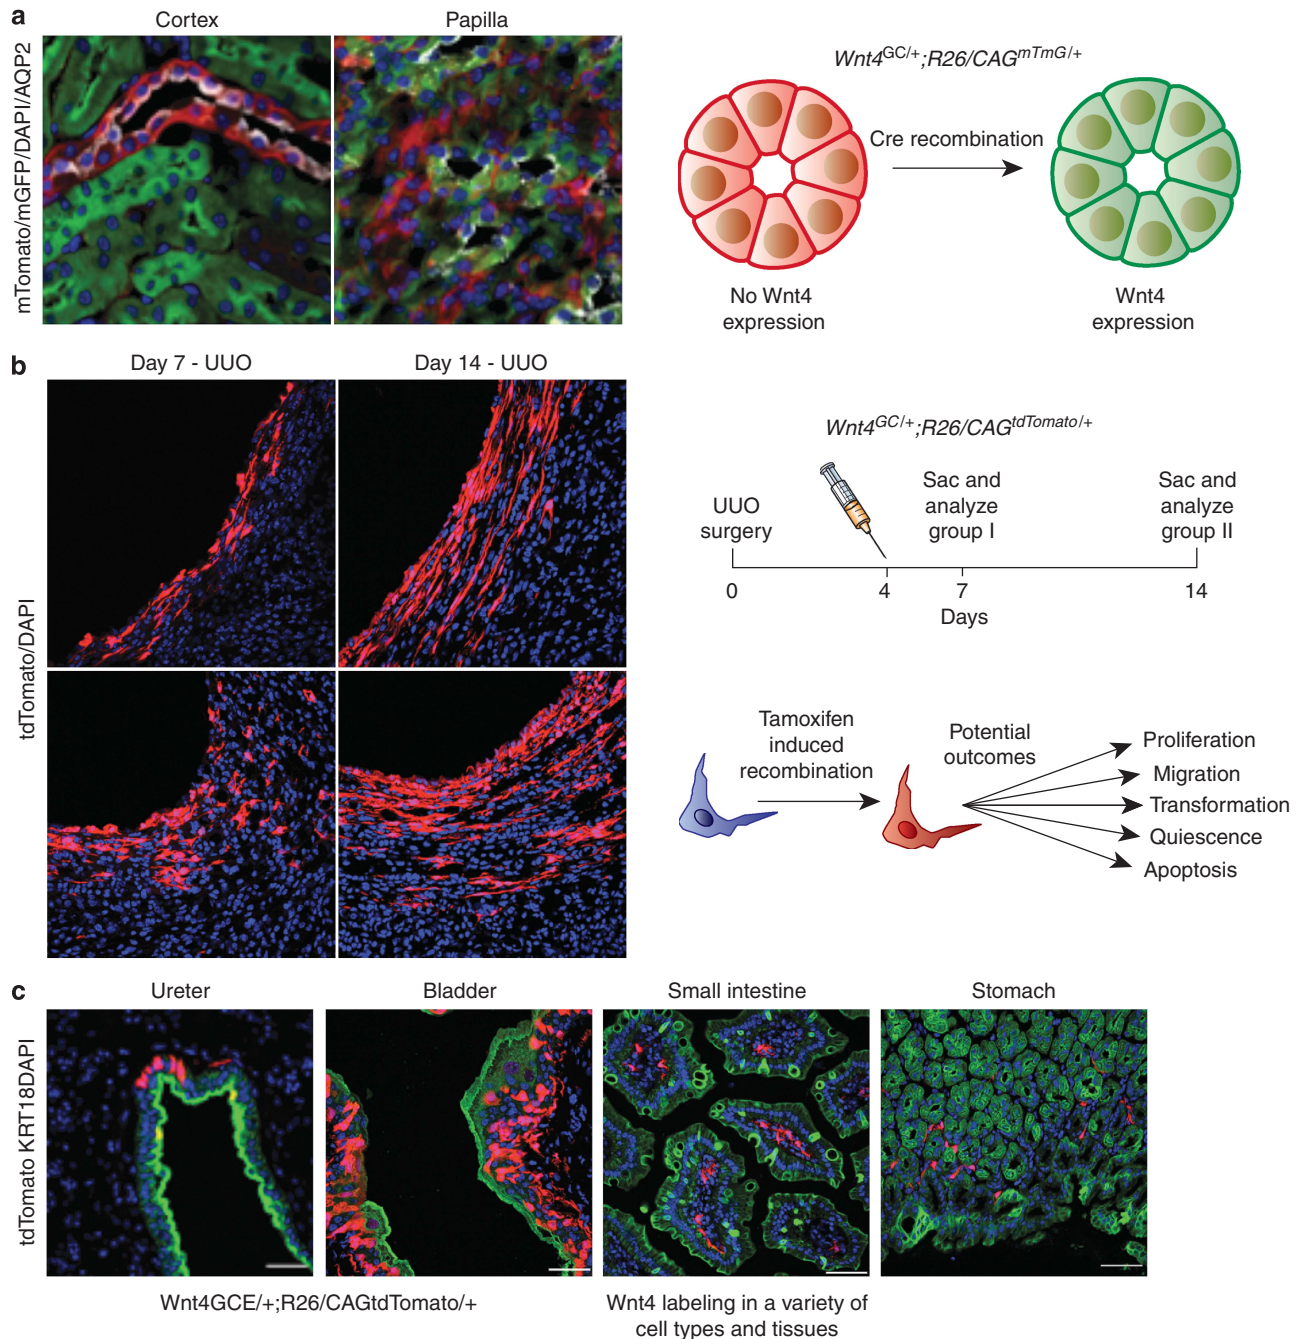 a
Cortex
Papilla
mTomato/mGFP/DAPI/AQP2
Wnt4GC/+;R26/CAGmTmG/+
Cre recombination
No Wnt4
expression
Wnt4
expression
b
Day 7 - UUO
Day 14 - UUO
tdTomato/DAPI
Wnt4GC/+;R26/CAGtdTomato/+
UUO
surgery
Sac and
analyze
group I
Sac and
analyze
group II
0
4
7
14
Days
Tamoxifen
induced
recombination
Potential
outcomes
Proliferation
Migration
Transformation
Quiescence
Apoptosis
c
Ureter
Bladder
Small intestine
Stomach
tdTomato KRT18DAPI
Wnt4GCE/+;R26/CAGtdTomato/+
Wnt4 labeling in a variety of
cell types and tissues